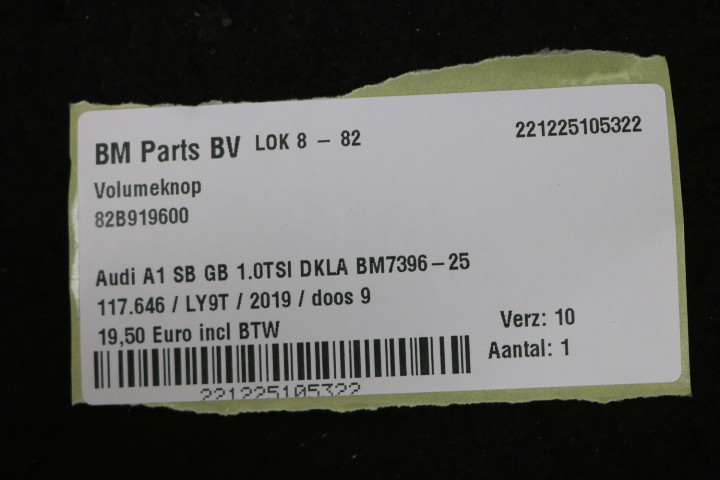 BM Parts BV LOK 8 - 82 221225105322
Volumeknop
82B919600
Audi A1 SB GB 1.0TSI DKLA BM7396-25
117.646 / LY9T / 2019 / doos 9
19,50 Euro incl BTW Verz: 10
Aantal: 1
221225105322